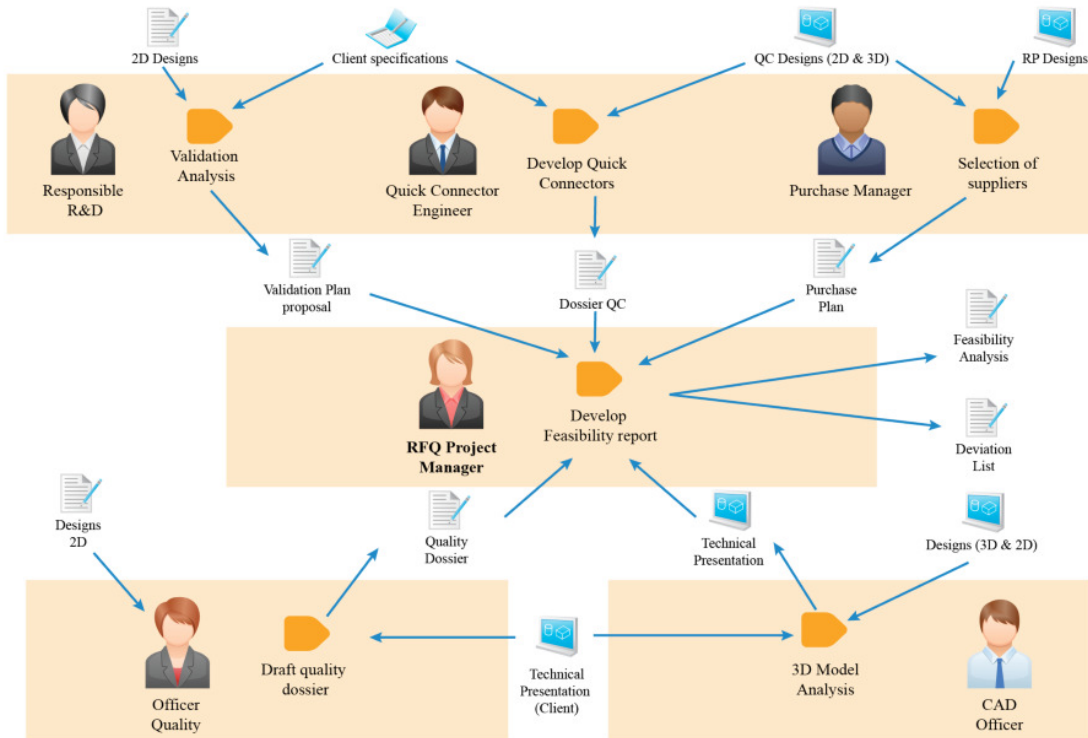 2D Designs
Client specifications
QC Designs (2D & 3D)
RP Designs
Responsible
R&D
Validation
Analysis
Quick Connector
Engineer
Develop Quick
Connectors
Purchase Manager
Selection of
suppliers
Validation Plan
proposal
Dossier QC
Purchase
Plan
Feasibility
Analysis
RFQ Project
Manager
Develop
Feasibility report
Deviation
List
Designs
2D
Quality
Dossier
Technical
Presentation
Designs (3D & 2D)
Officer
Quality
Draft quality
dossier
Technical
Presentation
(Client)
3D Model
Analysis
CAD
Officer